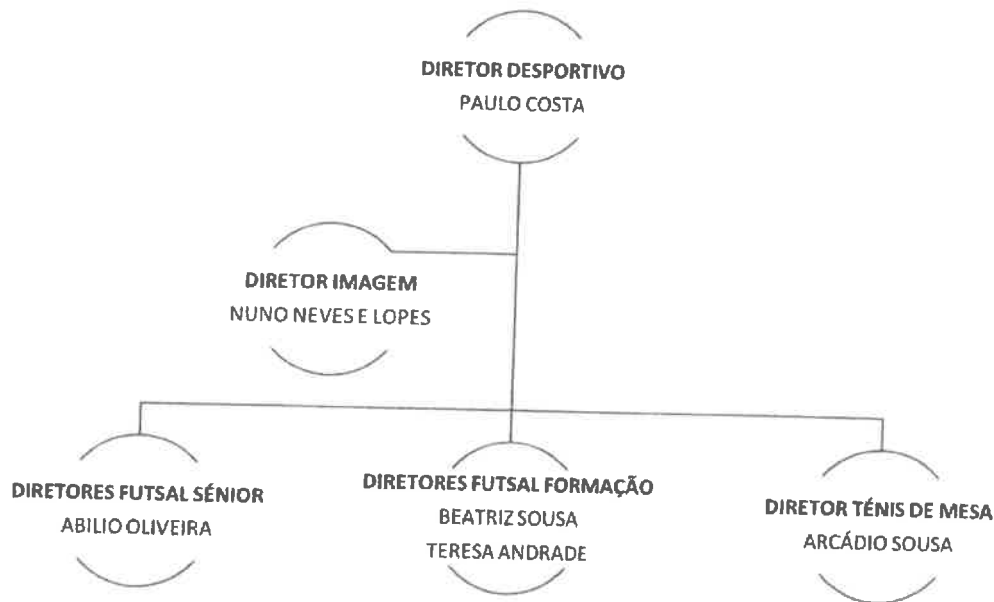 DIRETOR DESPORTIVO
PAULO COSTA
DIRETOR IMAGEM
NUNO NEVES E LOPES
DIRETORES FUTSAL SÉNIOR
ABILIO OLIVEIRA
DIRETORES FUTSAL FORMAÇÃO
BEATRIZ SOUSA
TERESA ANDRADE
DIRETOR TÉNIS DE MESA
ARCÁDIO SOUSA